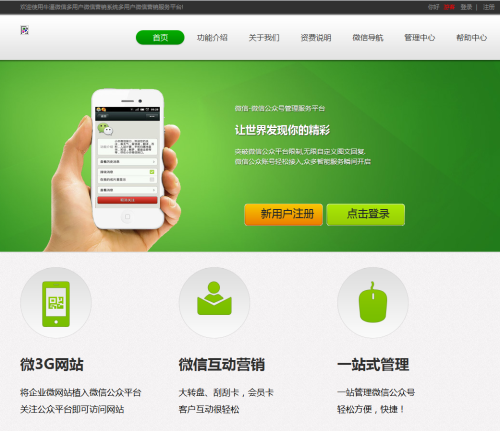 欢迎使用牛逼微信多用户微信营销系统多用户微信营销服务平台!
你好 登录 | 注册
首页 功能介绍 关于我们 资费说明 微信导航 管理中心 帮助中心
微信-微信公众号管理服务平台
让世界发现你的精彩
突破微信公众平台限制,无限自定义图文回复,
微信公众账号轻松接入,众多智能服务瞬间开启
新用户注册 点击登录
微3G网站 微信互动营销 一站式管理
将企业微网站植入微信公众平台 大转盘、刮刮卡，会员卡 一站管理微信公众号
关注公众平台即可访问网站 客户互动很轻松 轻松方便，快捷！